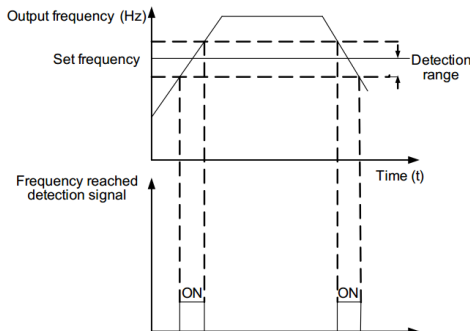 Output frequency (Hz)
Set frequency
Detection
range
Time (t)
Frequency reached
detection signal
ON
ON